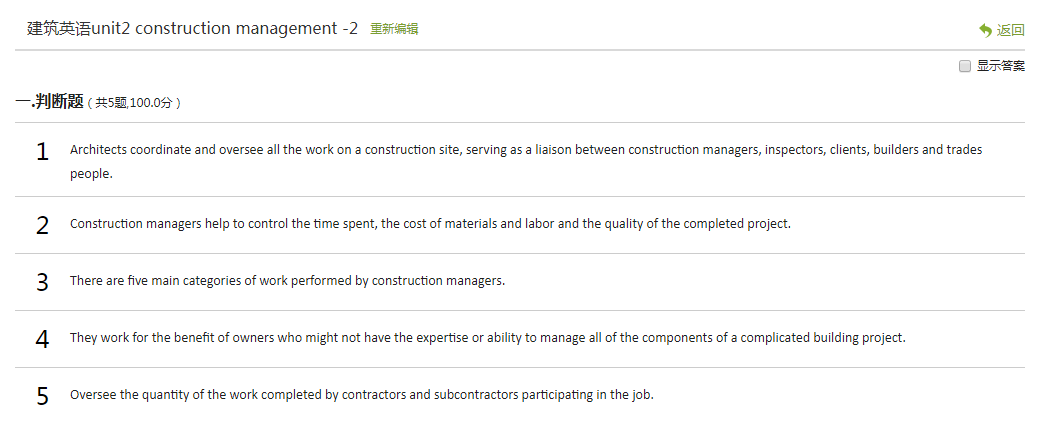 建筑英语unit2 construction management -2 重新编辑 返回
显示答案
一.判断题（共5题,100.0分）
1 Architects coordinate and oversee all the work on a construction site, serving as a liaison between construction managers, inspectors, clients, builders and trades
people.
2 Construction managers help to control the time spent, the cost of materials and labor and the quality of the completed project.
3 There are five main categories of work performed by construction managers.
4 They work for the benefit of owners who might not have the expertise or ability to manage all of the components of a complicated building project.
5 Oversee the quantity of the work completed by contractors and subcontractors participating in the job.